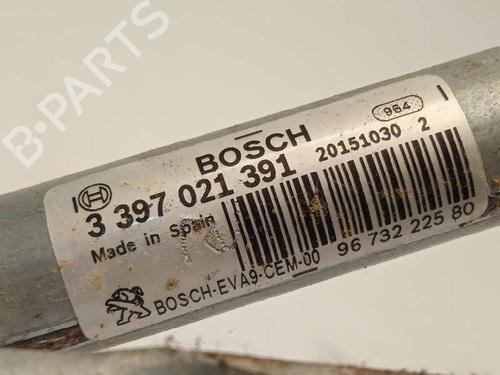 B-PARTS
984
I
BOSCH
20151030 2
I
3 397 021 391
Made in Spain
96 732 225 80
BOSCH-EVA9-CEM-00